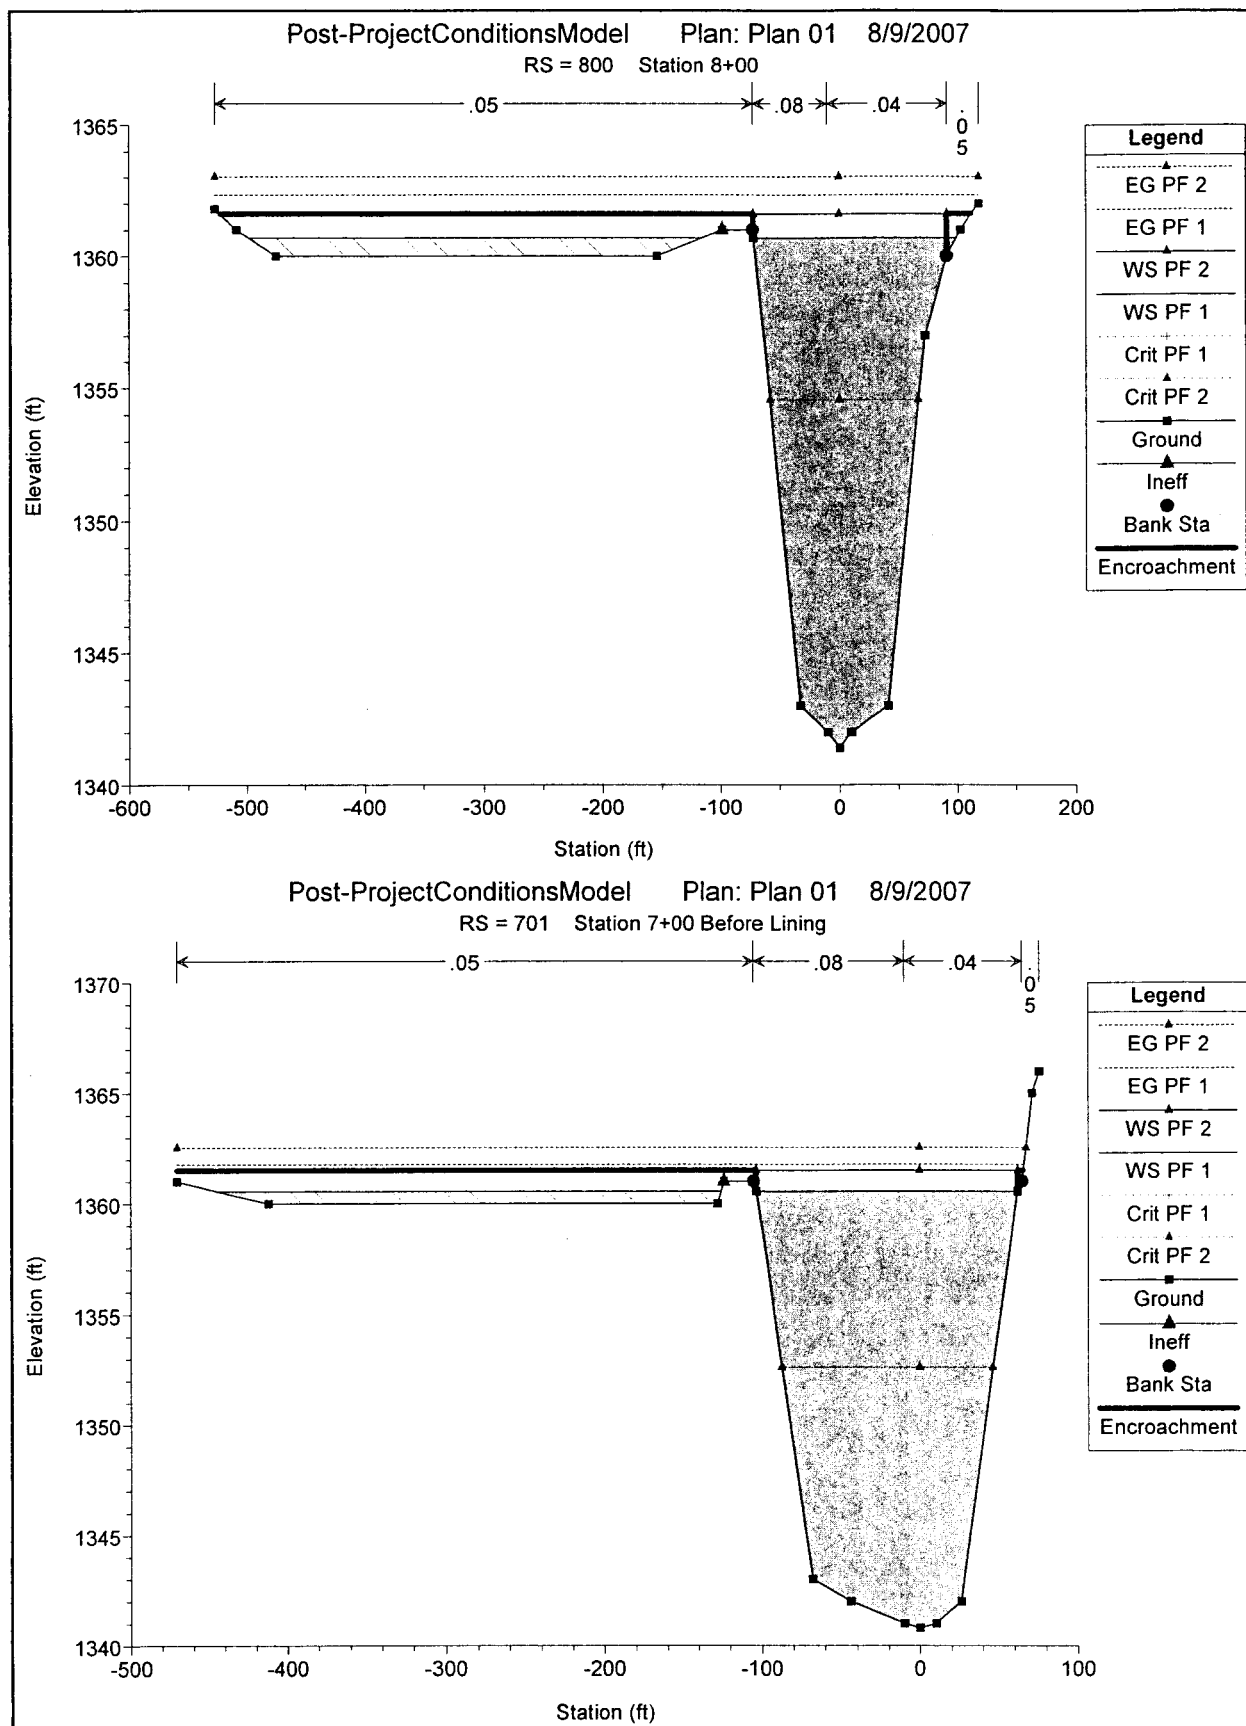 Post-ProjectConditionsModel Plan: Plan 01 8/9/2007
RS = 800 Station 8+00
.05 .08 .04 .05
Elevation (ft)
1365
1360
1355
1350
1345
1340
-600 -500 -400 -300 -200 -100 0 100 200
Station (ft)
Legend
EG PF 2
EG PF 1
WS PF 2
WS PF 1
Crit PF 1
Crit PF 2
Ground
Ineff
Bank Sta
Encroachment
Post-ProjectConditionsModel Plan: Plan 01 8/9/2007
RS = 701 Station 7+00 Before Lining
.05 .08 .04 .05
Elevation (ft)
1370
1365
1360
1355
1350
1345
1340
-500 -400 -300 -200 -100 0 100
Station (ft)
Legend
EG PF 2
EG PF 1
WS PF 2
WS PF 1
Crit PF 1
Crit PF 2
Ground
Ineff
Bank Sta
Encroachment